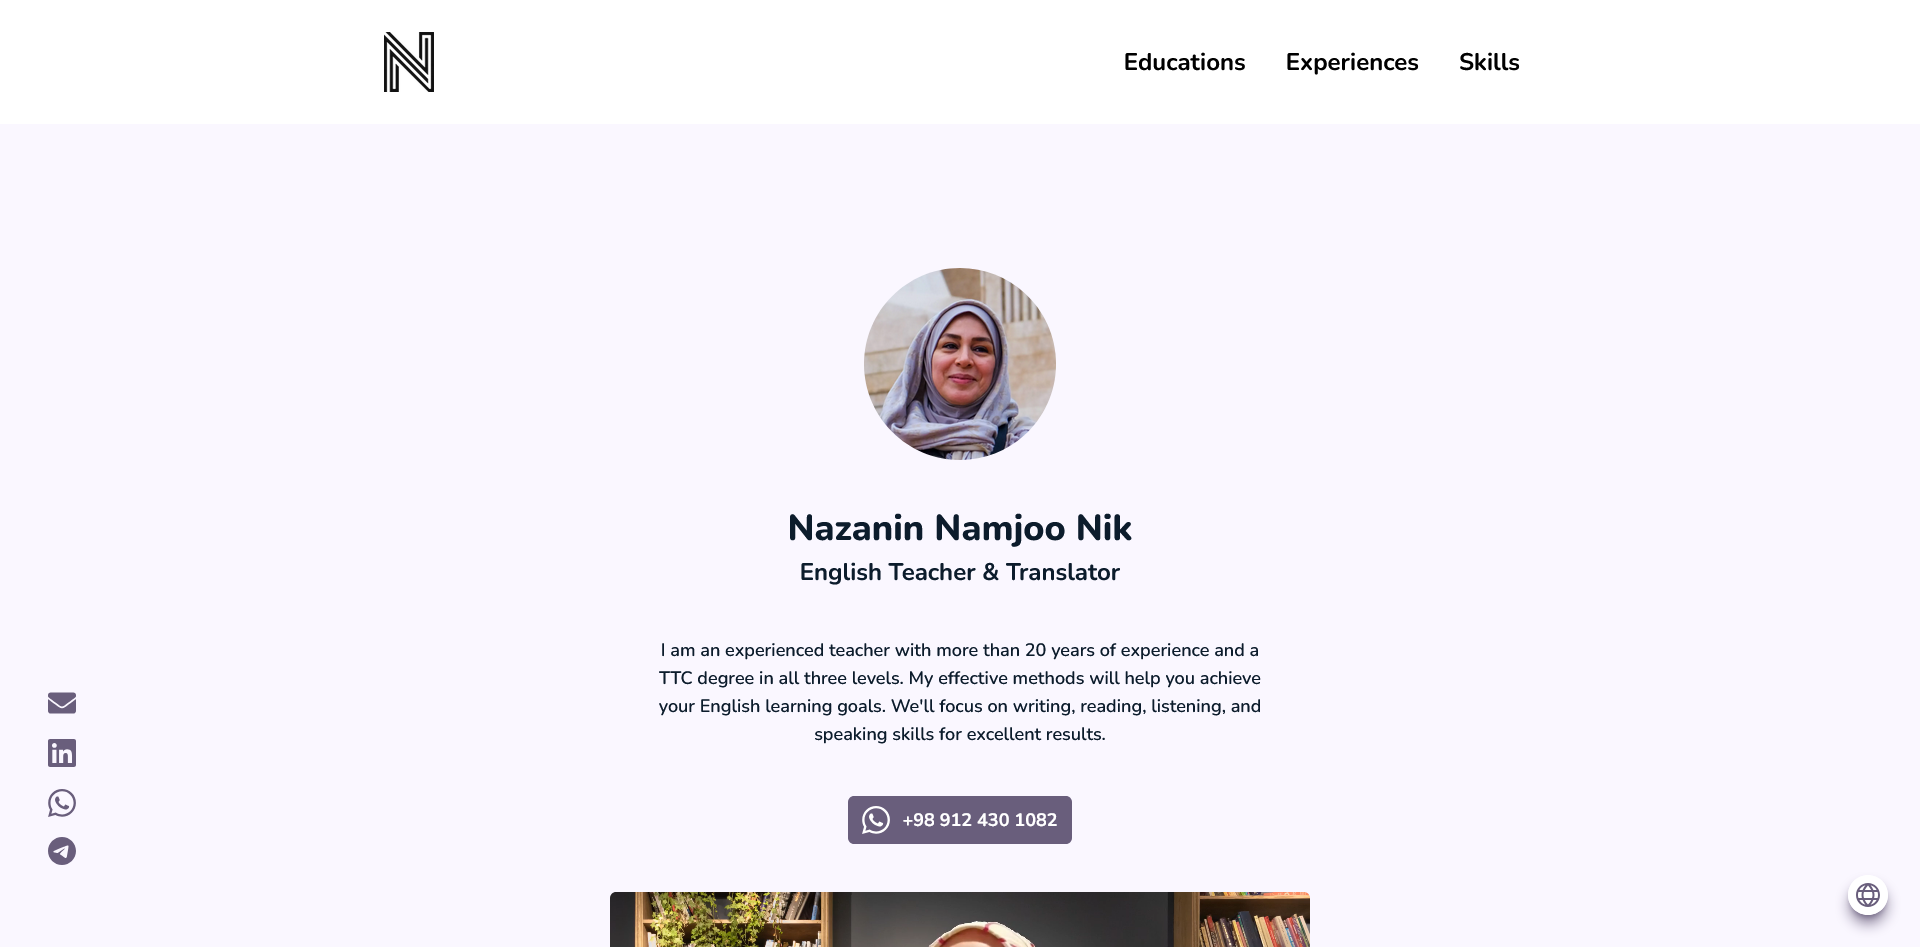 N
Educations Experiences Skills
Nazanin Namjoo Nik
English Teacher & Translator
I am an experienced teacher with more than 20 years of experience and a
TTC degree in all three levels. My effective methods will help you achieve
your English learning goals. We'll focus on writing, reading, listening, and
speaking skills for excellent results.
+98 912 430 1082
in